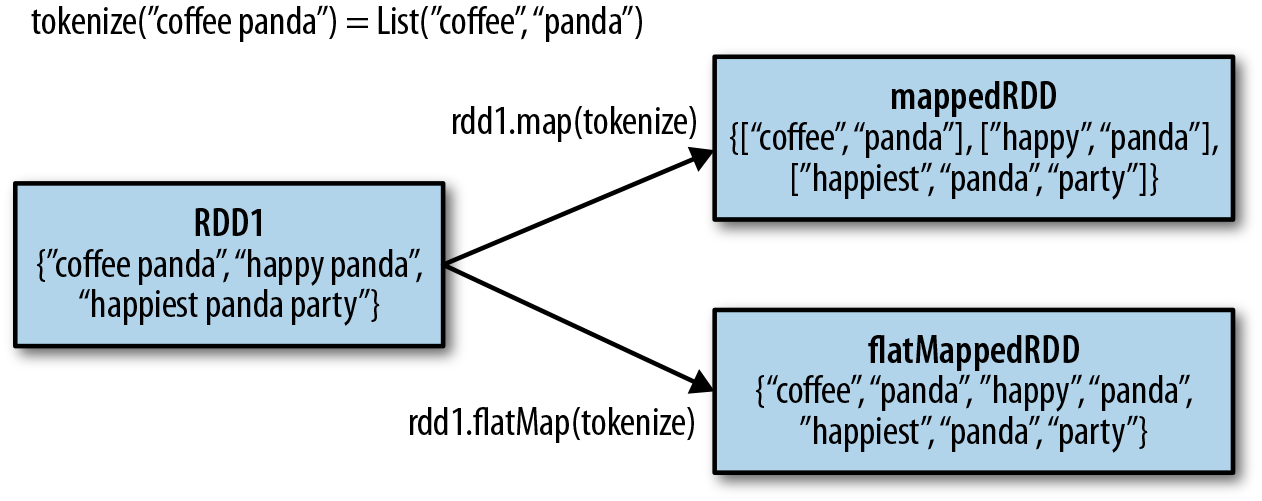 tokenize(”coffee panda”) = List(”coffee”, “panda”)
rdd1.map(tokenize)
mappedRDD
{[“coffee”, “panda”], [”happy”, “panda”],
[”happiest”, “panda”, “party”]}
RDD1
{”coffee panda”, “happy panda”,
“happiest panda party”}
flatMappedRDD
{“coffee”, “panda”, ”happy”, “panda”,
”happiest”, “panda”, “party”}
rdd1.flatMap(tokenize)